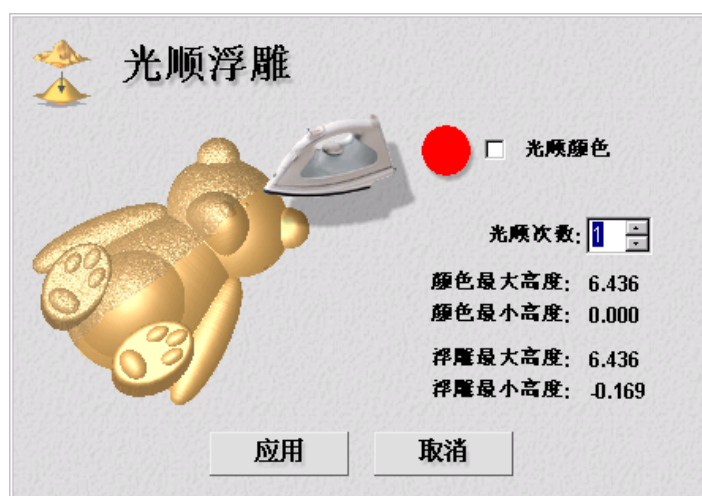 光顺浮雕
光顺颜色
光顺次数: 1
颜色最大高度: 6.436
颜色最小高度: 0.000
浮雕最大高度: 6.436
浮雕最小高度: -0.169
应用 取消